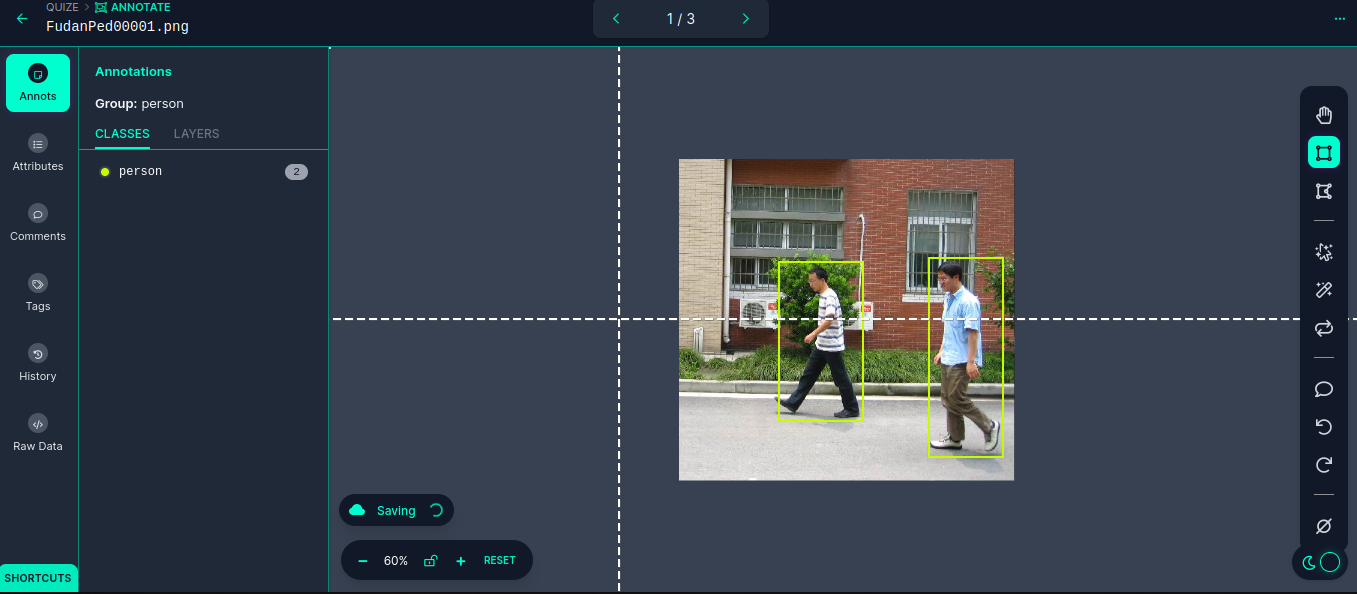 QUIZE > ANNOTATE
FudanPed00001.png
1 / 3
Annots
Attributes
Comments
Tags
History
Raw Data
SHORTCUTS
Annotations
Group: person
CLASSES LAYERS
person 2
Saving
60% RESET